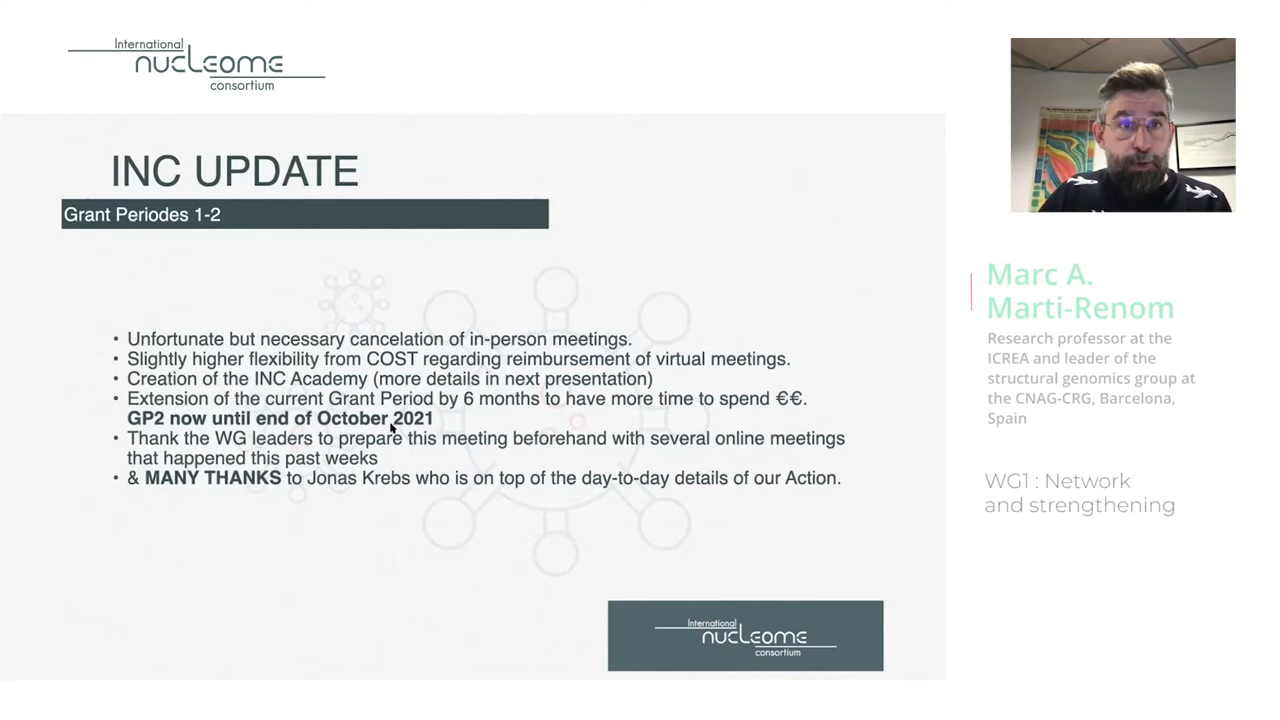 International
nucleome
consortium
INC UPDATE
Grant Periodes 1-2
• Unfortunate but necessary cancelation of in-person meetings.
• Slightly higher flexibility from COST regarding reimbursement of virtual meetings.
• Creation of the INC Academy (more details in next presentation)
• Extension of the current Grant Period by 6 months to have more time to spend €€.
GP2 now until end of October 2021
• Thank the WG leaders to prepare this meeting beforehand with several online meetings
that happened this past weeks
• & MANY THANKS to Jonas Krebs who is on top of the day-to-day details of our Action.
International
nucleome
consortium
Marc A.
Marti-Renom
Research professor at the
ICREA and leader of the
structural genomics group at
the CNAG-CRG, Barcelona,
Spain
WG1 : Network
and strengthening